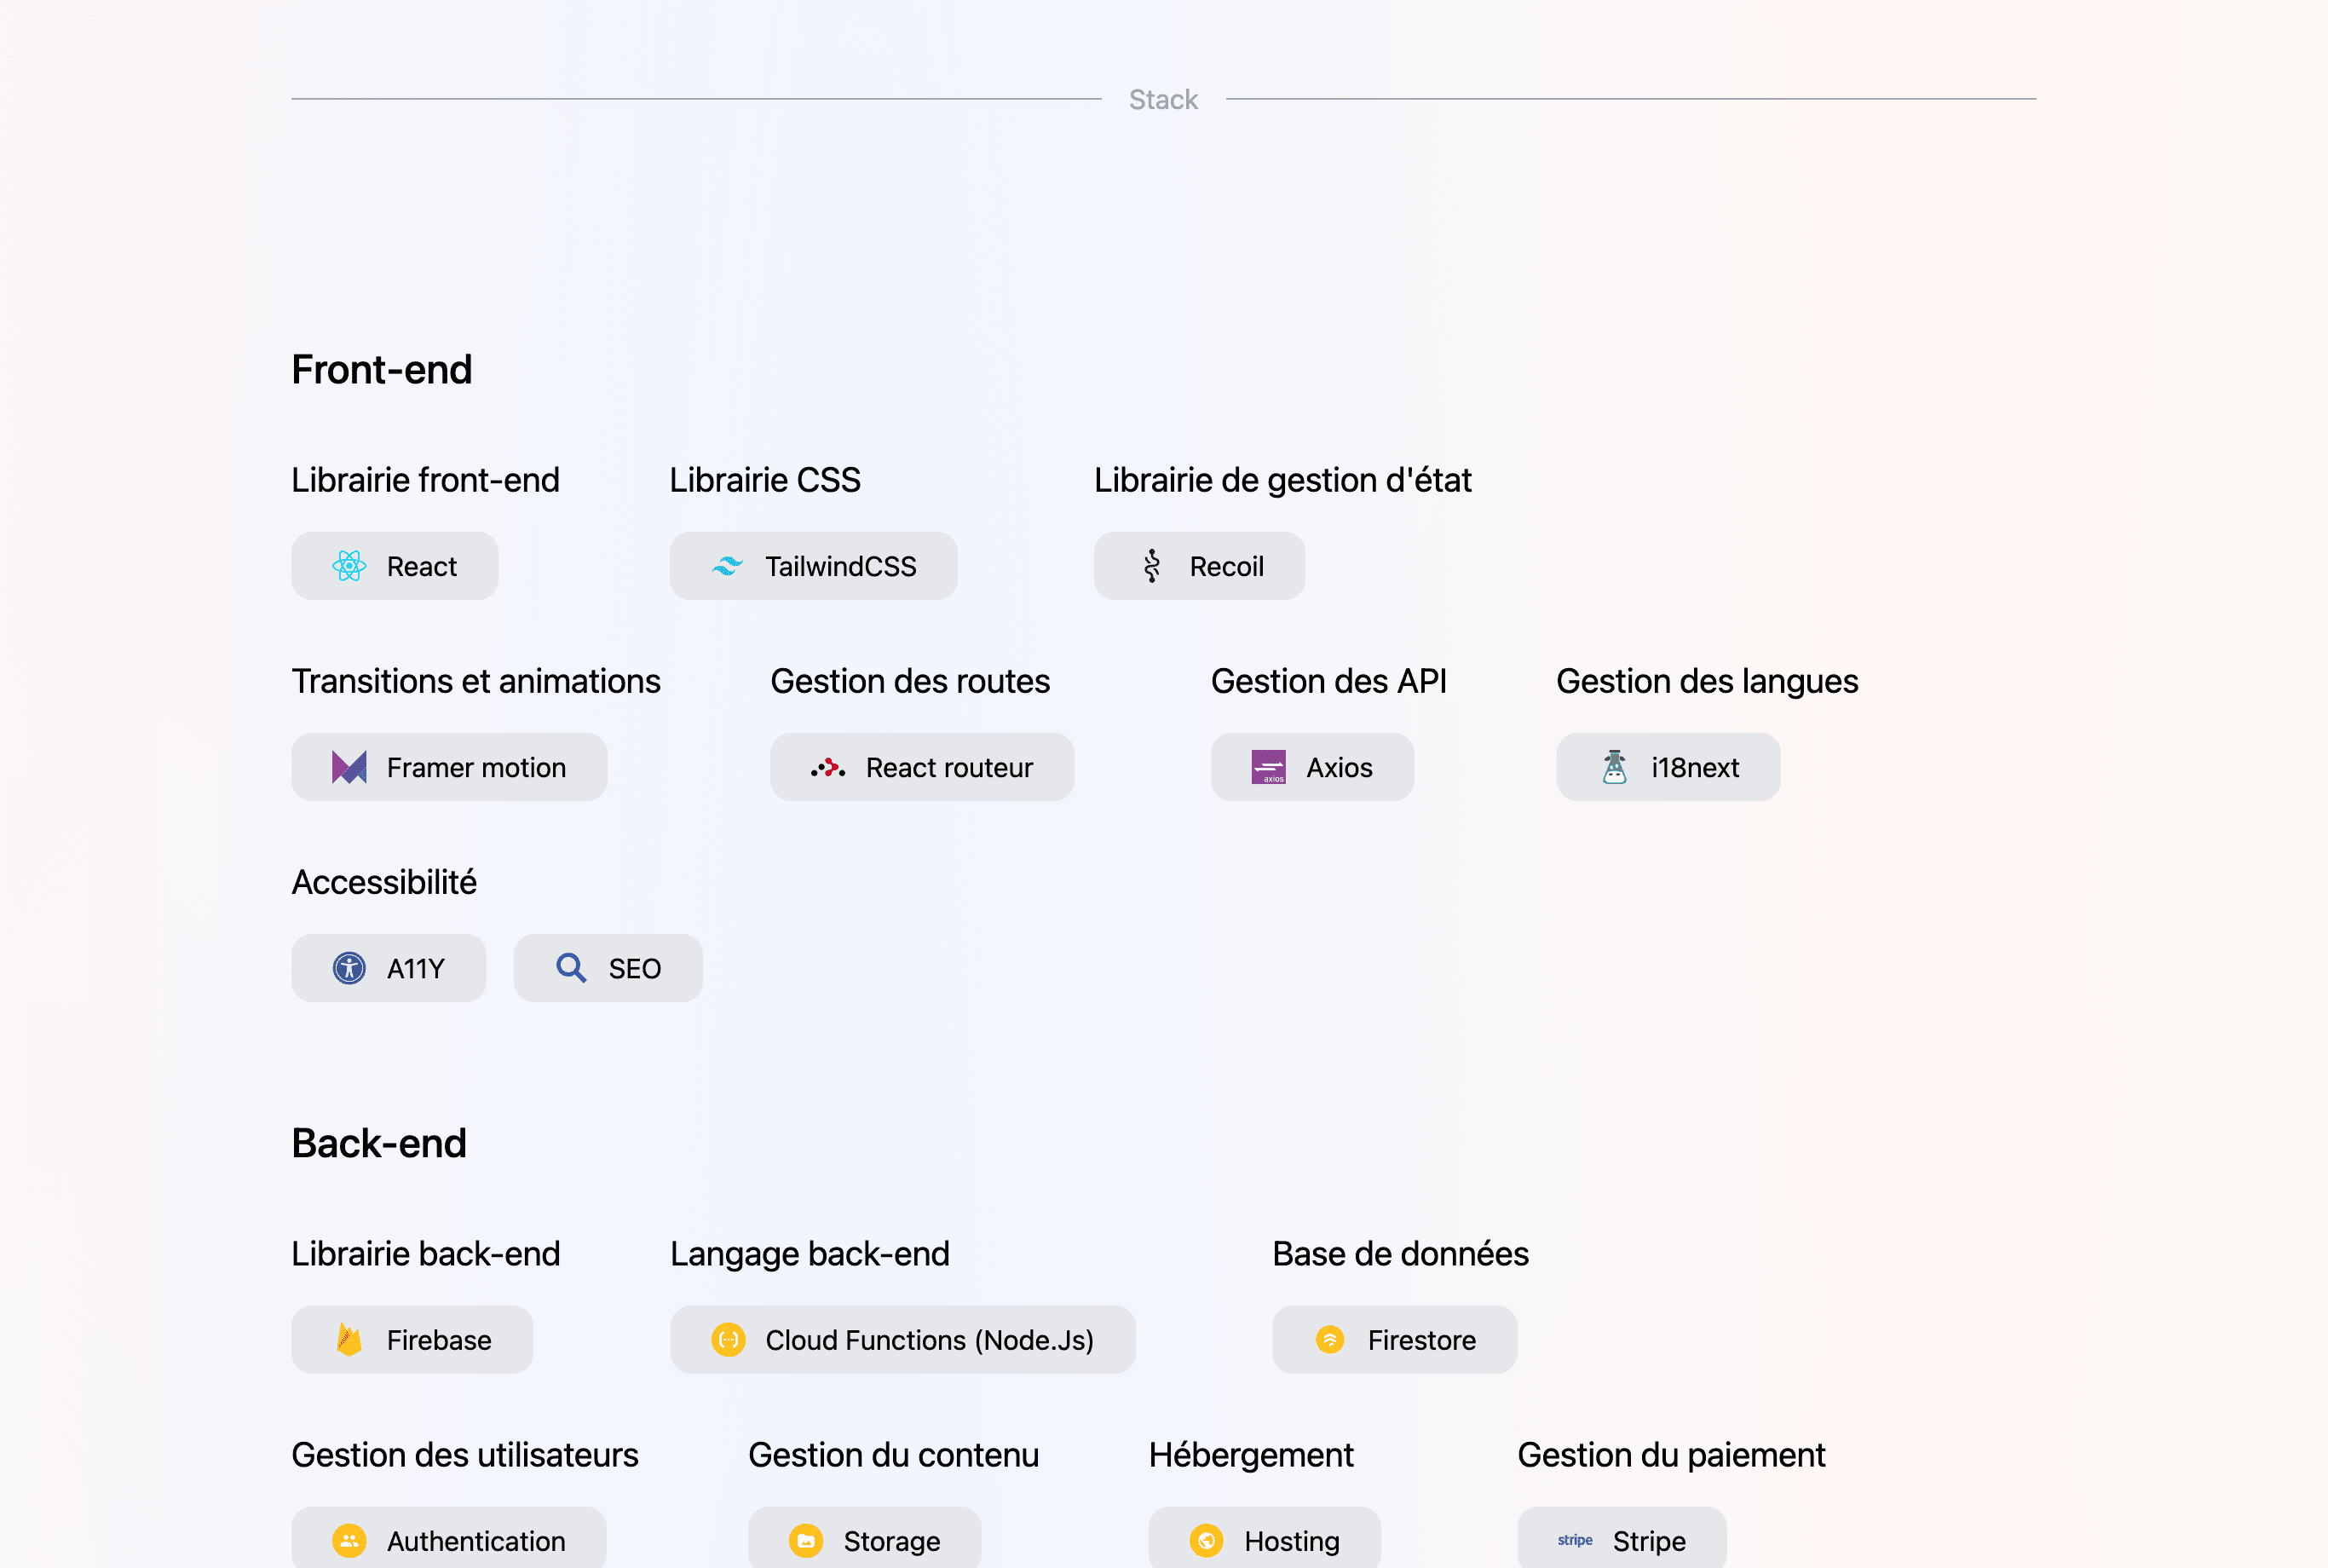 Stack
Front-end
Librairie front-end
Librairie CSS
Librairie de gestion d'état
React
TailwindCSS
Recoil
Transitions et animations
Gestion des routes
Gestion des API
Gestion des langues
Framer motion
React routeur
axios
Axios
i18next
Accessibilité
A11Y
SEO
Back-end
Librairie back-end
Langage back-end
Base de données
Firebase
Cloud Functions (Node.Js)
Firestore
Gestion des utilisateurs
Gestion du contenu
Hébergement
Gestion du paiement
Authentication
Storage
Hosting
stripe
Stripe